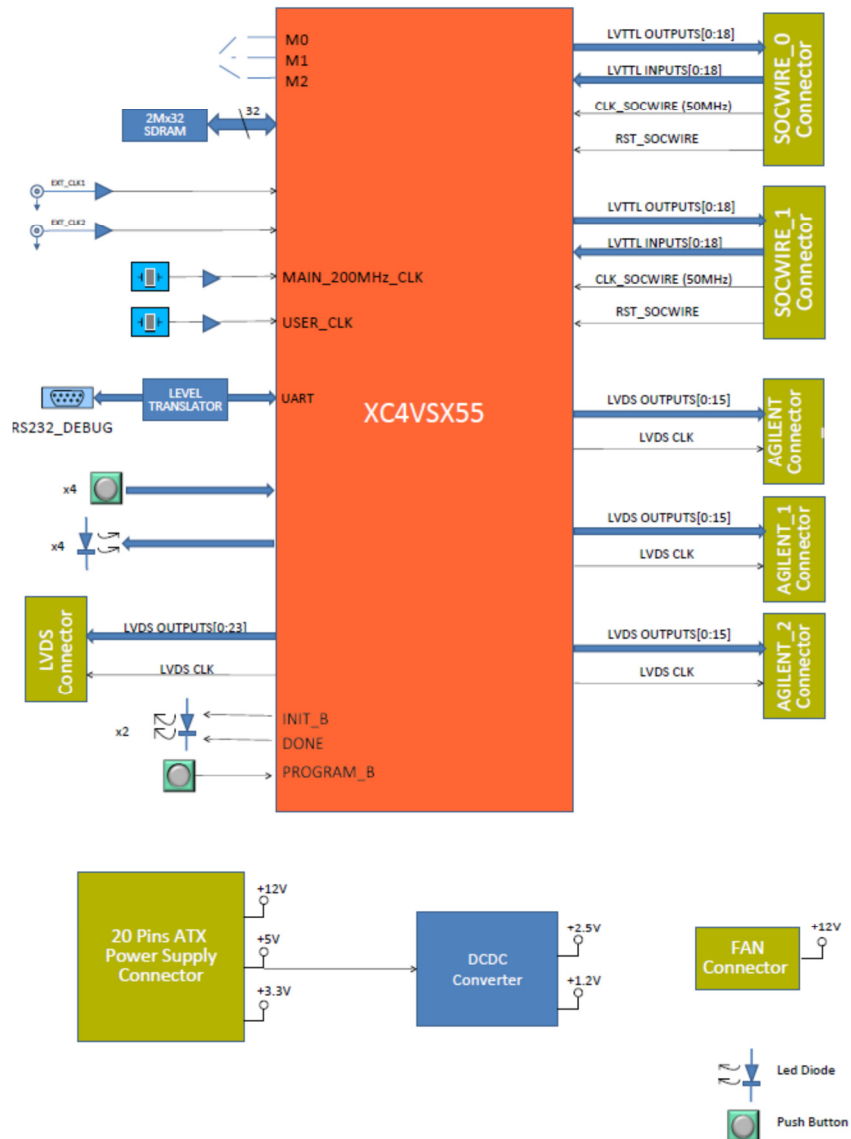 M0
M1
M2
2Mx32
SDRAM
32
EXT_CLK1
EXT_CLK2
MAIN_200MHz_CLK
USER_CLK
LEVEL
TRANSLATOR
UART
RS232_DEBUG
x4
x4
LVDS
Connector
LVDS OUTPUTS[0:23]
LVDS CLK
x2
INIT_B
DONE
PROGRAM_B
XC4VSX55
LVTTL OUTPUTS[0:18]
LVTTL INPUTS[0:18]
CLK_SOCWIRE (50MHz)
RST_SOCWIRE
SOCWIRE_0
Connector
LVTTL OUTPUTS[0:18]
LVTTL INPUTS[0:18]
CLK_SOCWIRE (50MHz)
RST_SOCWIRE
SOCWIRE_1
Connector
LVDS OUTPUTS[0:15]
LVDS CLK
AGILENT
Connector
LVDS OUTPUTS[0:15]
LVDS CLK
AGILENT_1
Connector
LVDS OUTPUTS[0:15]
LVDS CLK
AGILENT_2
Connector
20 Pins ATX
Power Supply
Connector
+12V
+5V
+3.3V
DCDC
Converter
+2.5V
+1.2V
FAN
Connector
+12V
Led Diode
Push Button